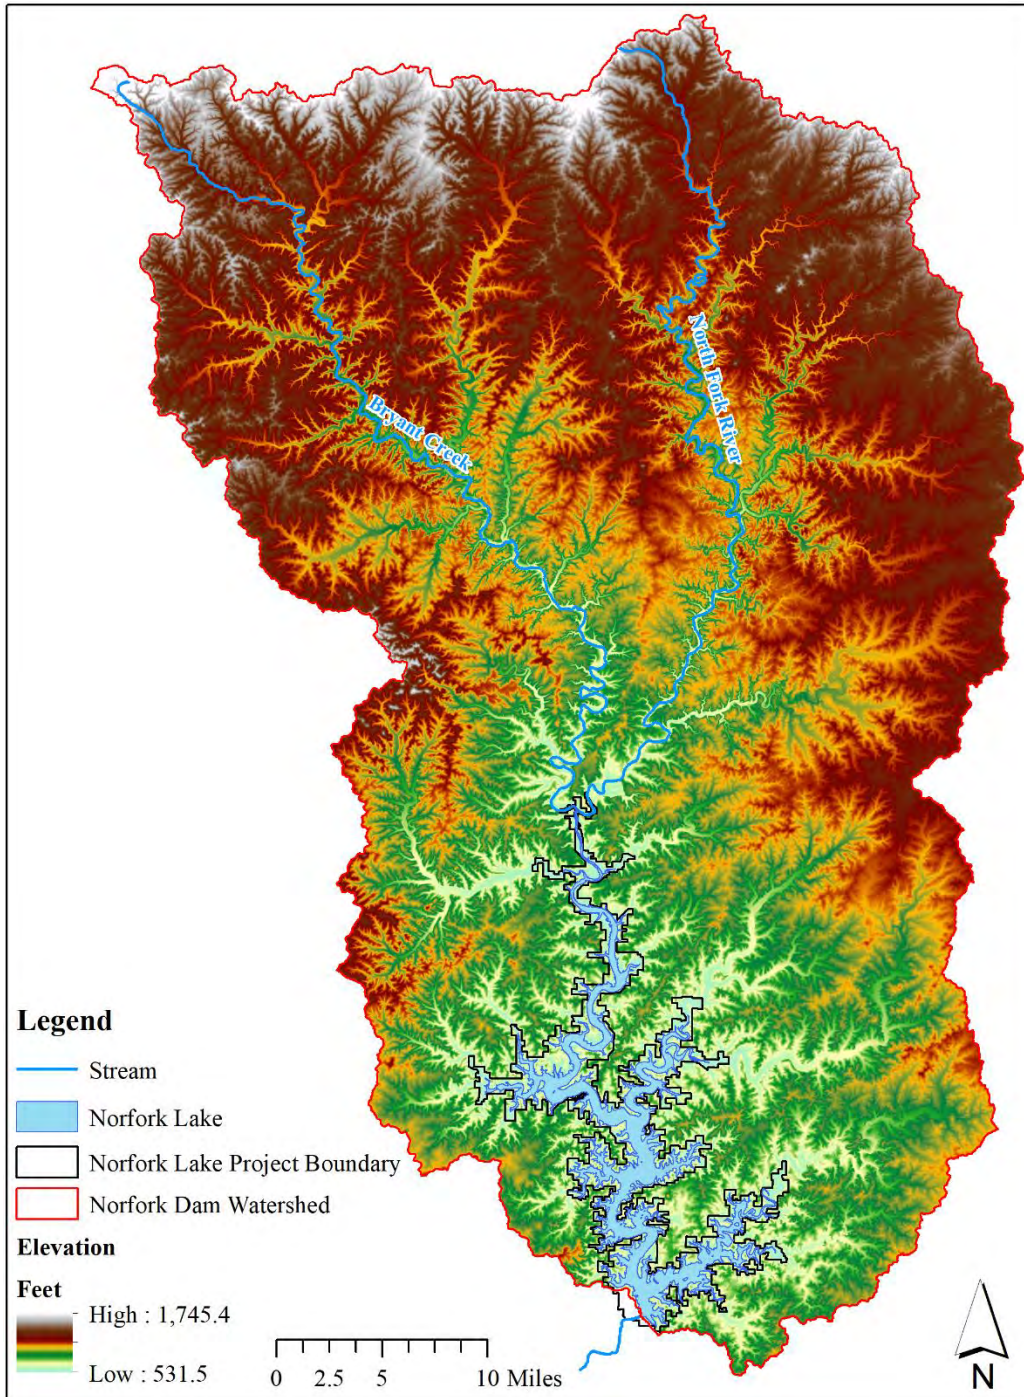 Bryant Creek
North Fork River
Legend
Stream
Norfork Lake
Norfork Lake Project Boundary
Norfork Dam Watershed
Elevation
Feet
High : 1,745.4
Low : 531.5
0 2.5 5 10 Miles
N